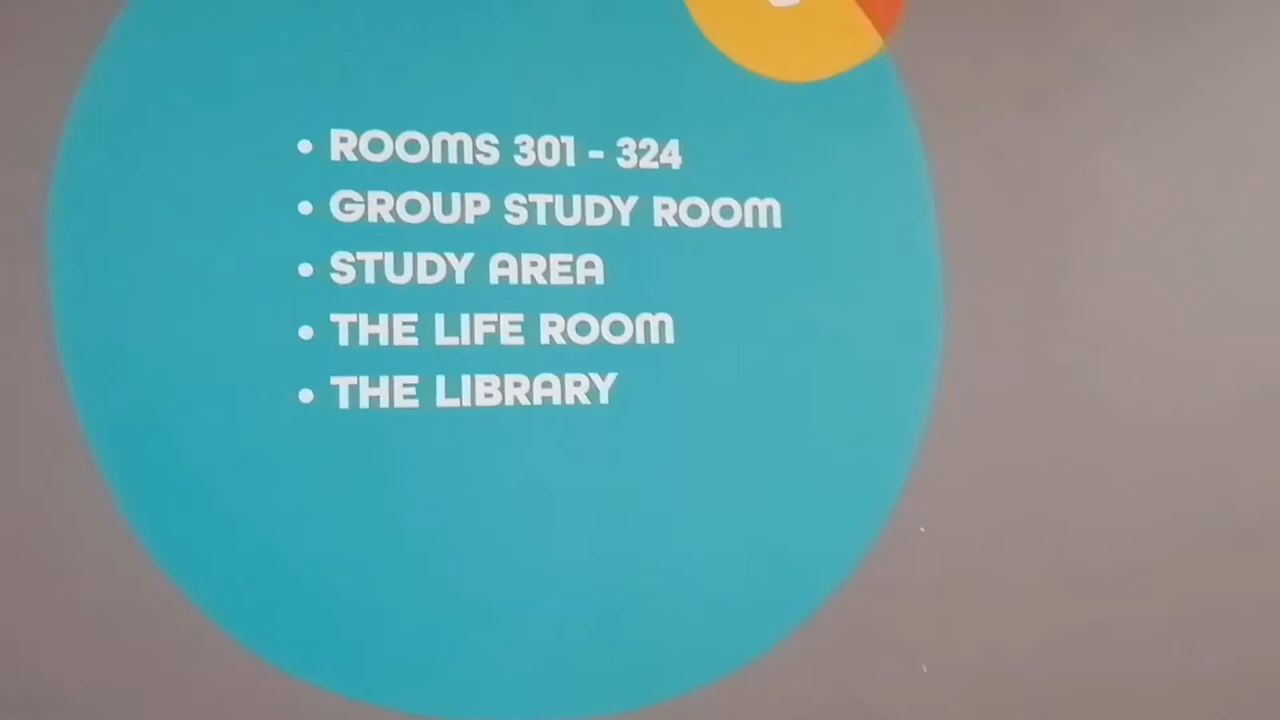 • ROOMS 301 - 324
• GROUP STUDY ROOM
• STUDY AREA
• THE LIFE ROOM
• THE LIBRARY